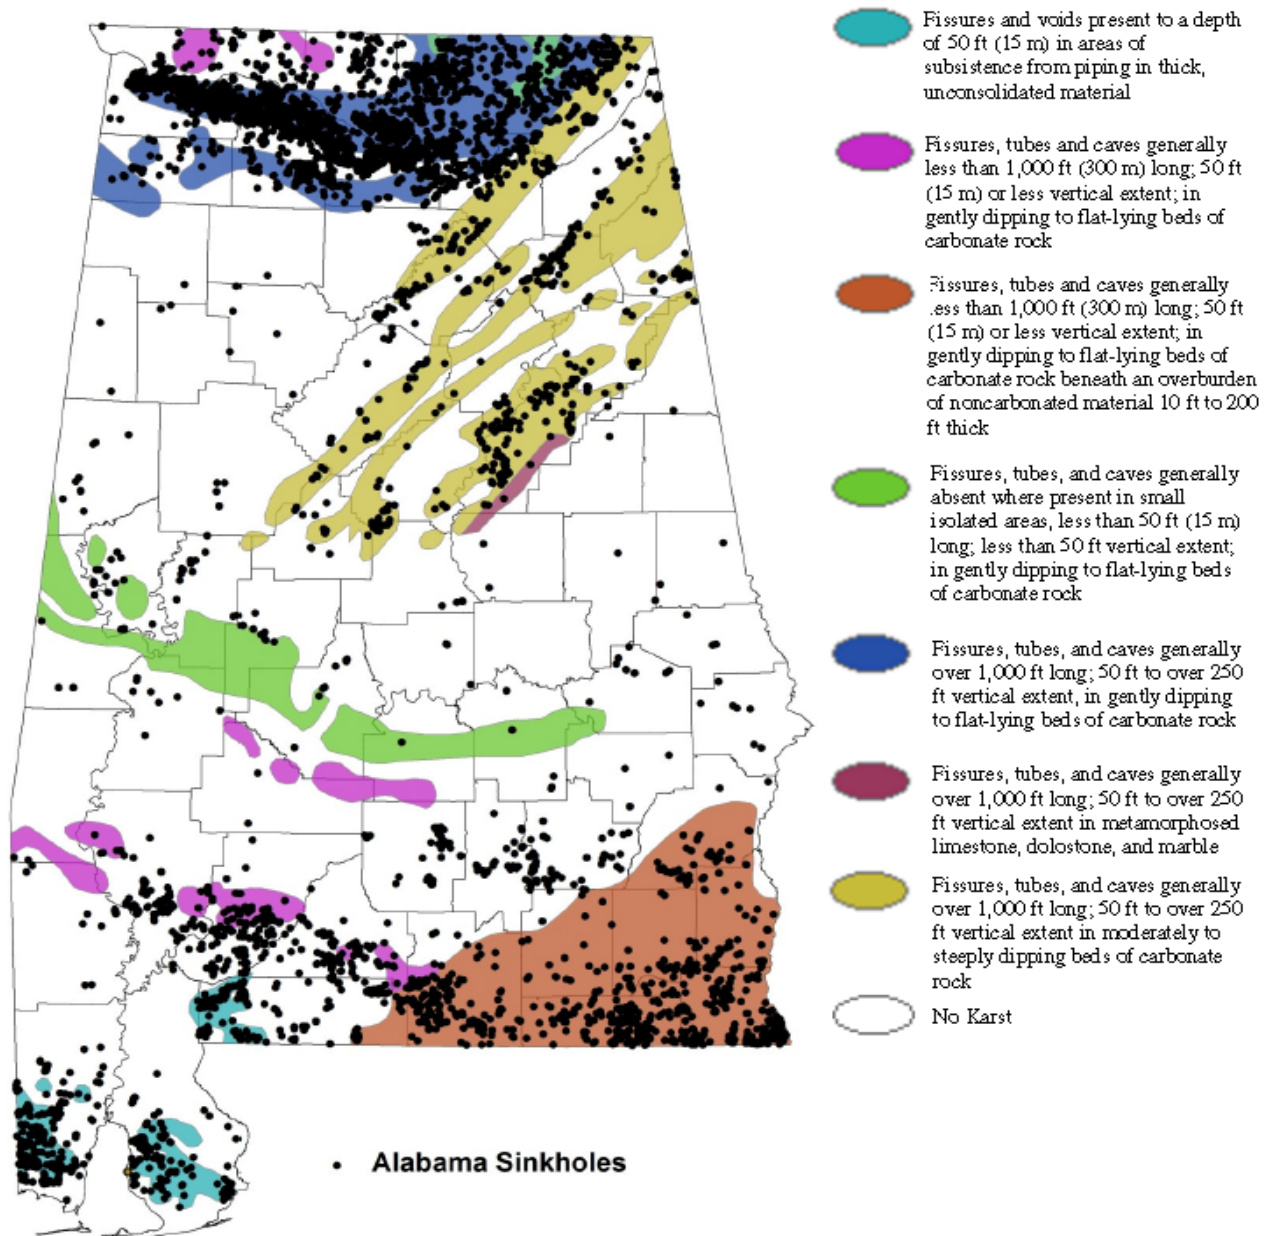 Fissures and voids present to a depth
of 50 ft (15 m) in areas of
subsistence from piping in thick,
unconsolidated material
Fissures, tubes and caves generally
less than 1,000 ft (300 m) long; 50 ft
(15 m) or less vertical extent; in
gently dipping to flat-lying beds of
carbonate rock
Fissures, tubes and caves generally
less than 1,000 ft (300 m) long; 50 ft
(15 m) or less vertical extent; in
gently dipping to flat-lying beds of
carbonate rock beneath an overburden
of noncarbonated material 10 ft to 200
ft thick
Fissures, tubes, and caves generally
absent where present in small
isolated areas, less than 50 ft (15 m)
long; less than 50 ft vertical extent;
in gently dipping to flat-lying beds
of carbonate rock
Fissures, tubes, and caves generally
over 1,000 ft long; 50 ft to over 250
ft vertical extent, in gently dipping
to flat-lying beds of carbonate rock
Fissures, tubes, and caves generally
over 1,000 ft long; 50 ft to over 250
ft vertical extent in metamorphosed
limestone, dolostone, and marble
Fissures, tubes, and caves generally
over 1,000 ft long; 50 ft to over 250
ft vertical extent in moderately to
steeply dipping beds of carbonate
rock
No Karst
Alabama Sinkholes